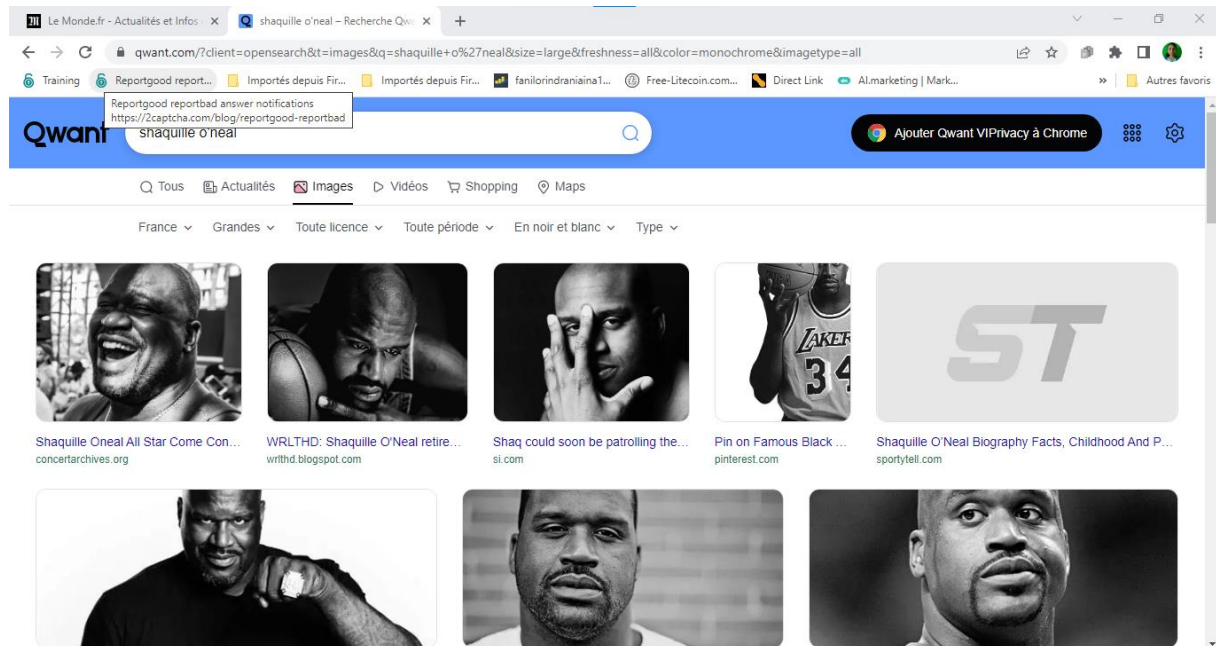 Le Monde.fr - Actualités et Infos
shaquille o'neal – Recherche Qw
qwant.com/?client=opensearch&t=images&q=shaquille+o%27neal&size=large&freshness=all&color=monochrome&imagetype=all
Training
Reportgood report...
Importés depuis Fir...
Importés depuis Fir...
fanilorindraniaina1...
Free-Litecoin.com...
Direct Link
AI.marketing | Mark...
»
Autres favoris
Reportgood reportbad answer notifications
https://2captcha.com/blog/reportgood-reportbad
Qwant
shaquille o'neal
Ajouter Qwant VIPrivacy à Chrome
Tous
Actualités
Images
Vidéos
Shopping
Maps
France
Grandes
Toute licence
Toute période
En noir et blanc
Type
LAKER
34
ST
Shaquille Oneal All Star Come Con...
concertarchives.org
WRLTHD: Shaquille O'Neal retire...
wrlthd.blogspot.com
Shaq could soon be patrolling the...
si.com
Pin on Famous Black ...
pinterest.com
Shaquille O'Neal Biography Facts, Childhood And P...
sportytell.com